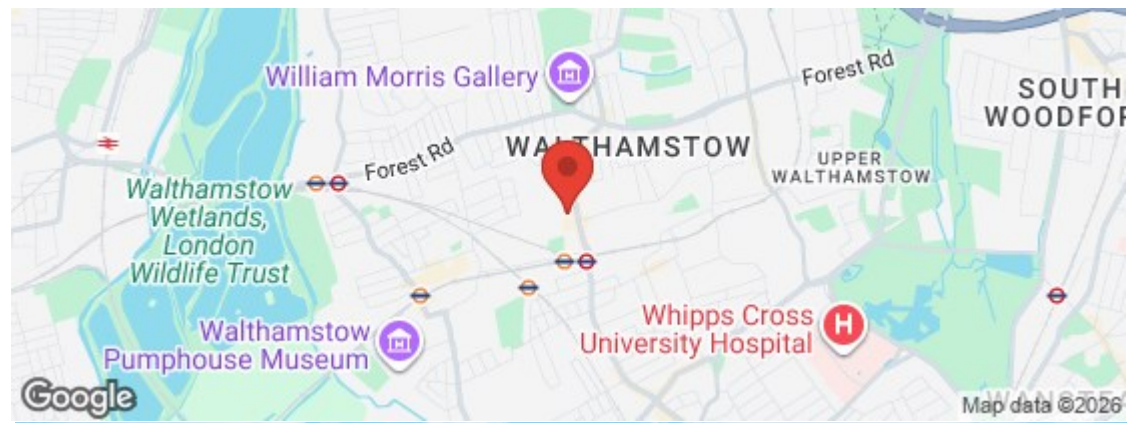 William Morris Gallery
Forest Rd
SOUTH
WOODFOR
WALTHAMSTOW
Forest Rd
UPPER
WALTHAMSTOW
Walthamstow
Wetlands,
London
Wildlife Trust
Whipps Cross
University Hospital
H
Walthamstow
Pumphouse Museum
Google
WANSTEA
Map data ©2026